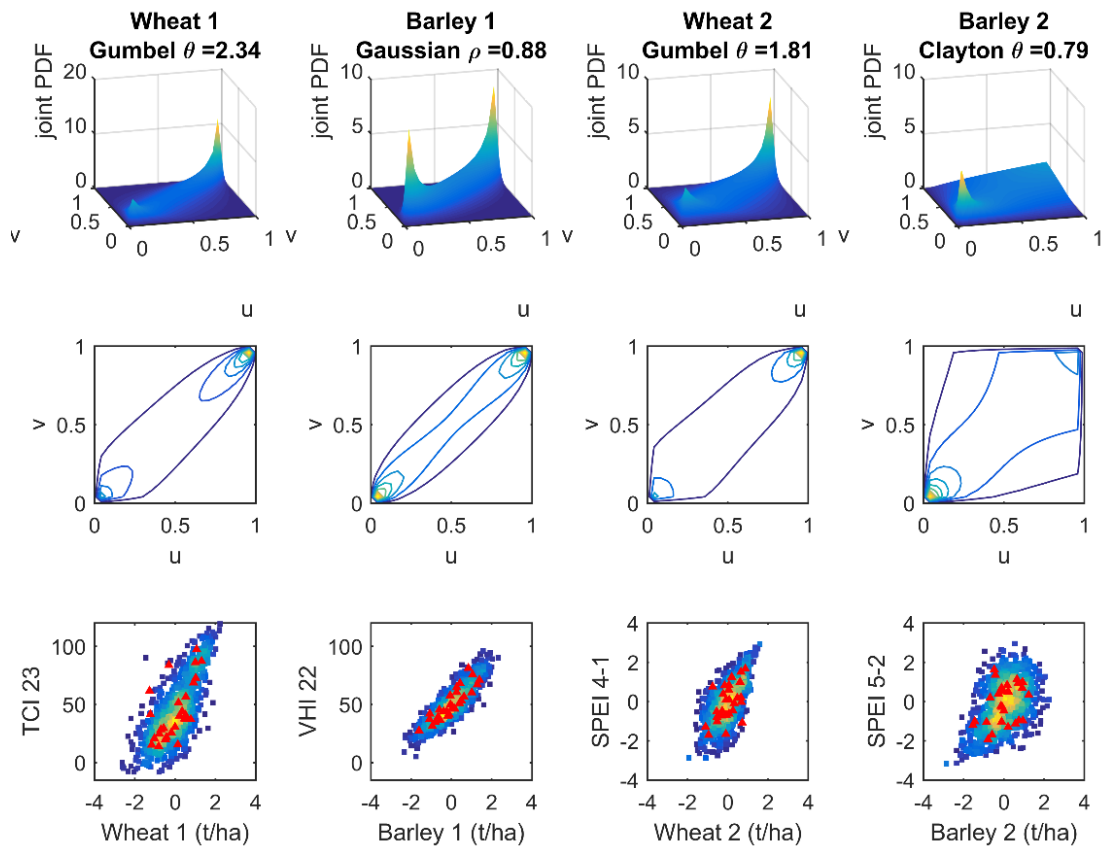 Wheat 1
Gumbel θ =2.34
Barley 1
Gaussian ρ =0.88
Wheat 2
Gumbel θ =1.81
Barley 2
Clayton θ =0.79
joint PDF
20
10
0
1
0.5
0
v
0
0.5
1
u
joint PDF
10
5
0
1
0.5
0
v
0
0.5
1
u
joint PDF
10
5
0
1
0.5
0
v
0
0.5
1
u
joint PDF
10
5
0
1
0.5
0
v
0
0.5
1
u
v
1
0.5
0
0
0.5
1
u
v
1
0.5
0
0
0.5
1
u
v
1
0.5
0
0
0.5
1
u
v
1
0.5
0
0
0.5
1
u
TCI 23
100
50
0
-4
-2
0
2
4
Wheat 1 (t/ha)
VHI 22
100
50
0
-4
-2
0
2
4
Barley 1 (t/ha)
SPEI 4-1
4
2
0
-2
-4
-4
-2
0
2
4
Wheat 2 (t/ha)
SPEI 5-2
4
2
0
-2
-4
-4
-2
0
2
4
Barley 2 (t/ha)